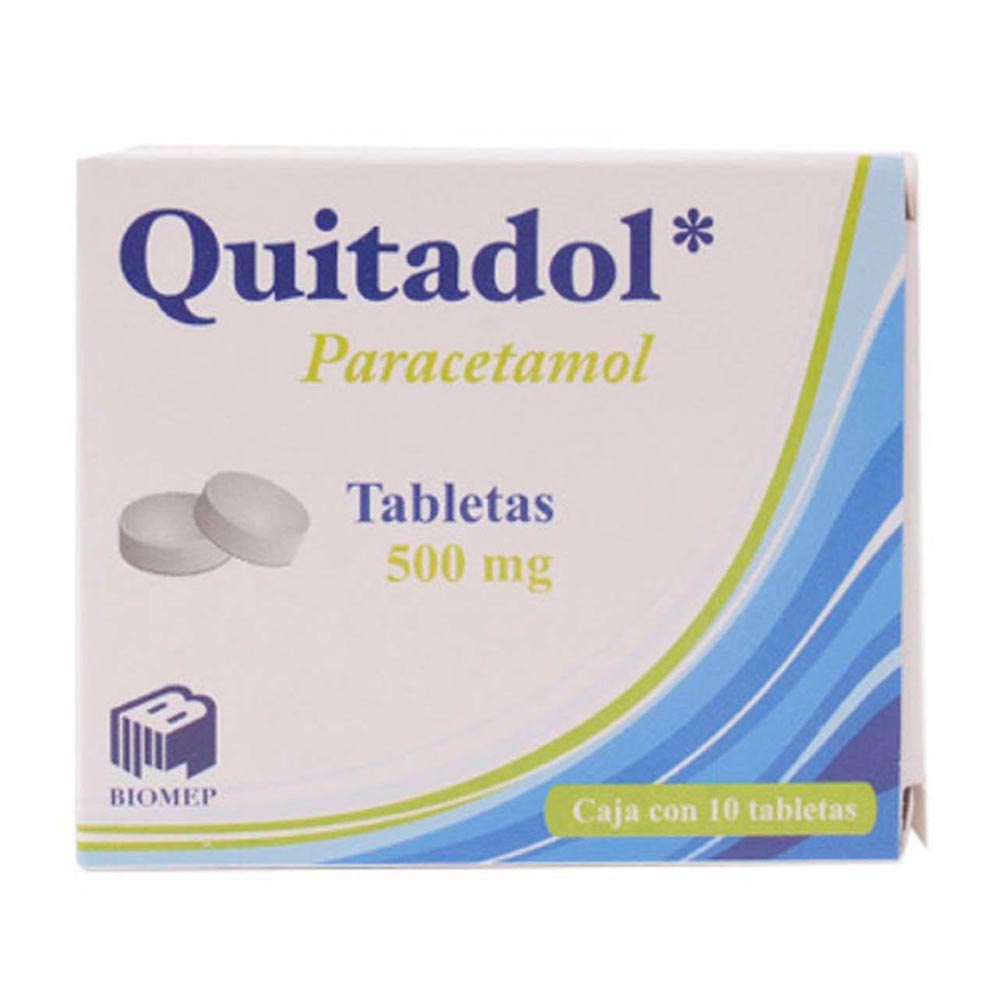 Quitadol*
Paracetamol
Tabletas
500 mg
BIOMEP
Caja con 10 tabletas